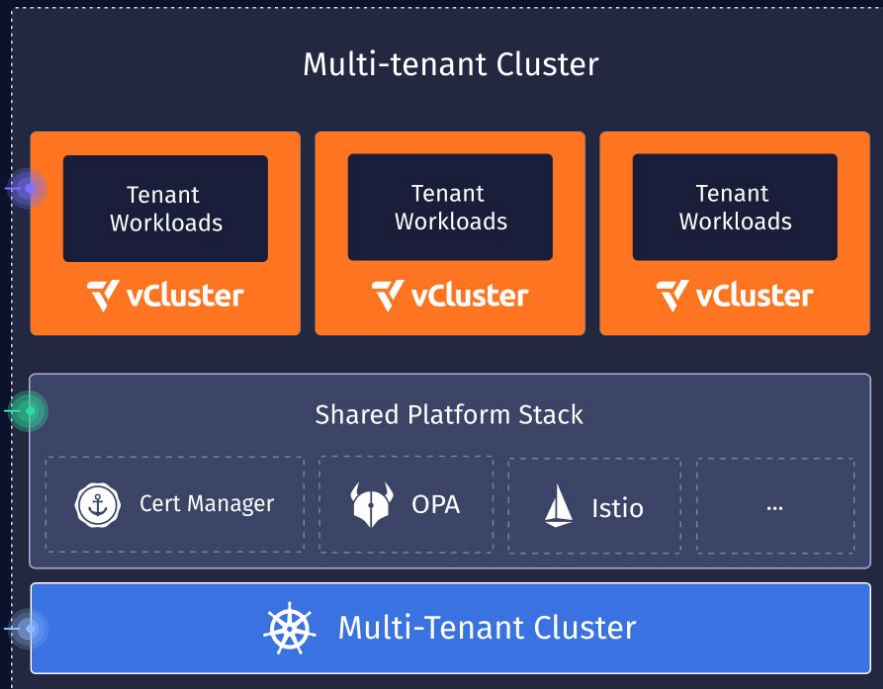 Multi-tenant Cluster
Tenant
Workloads
vCluster
Tenant
Workloads
vCluster
Tenant
Workloads
vCluster
Shared Platform Stack
Cert Manager
OPA
Istio
...
Multi-Tenant Cluster